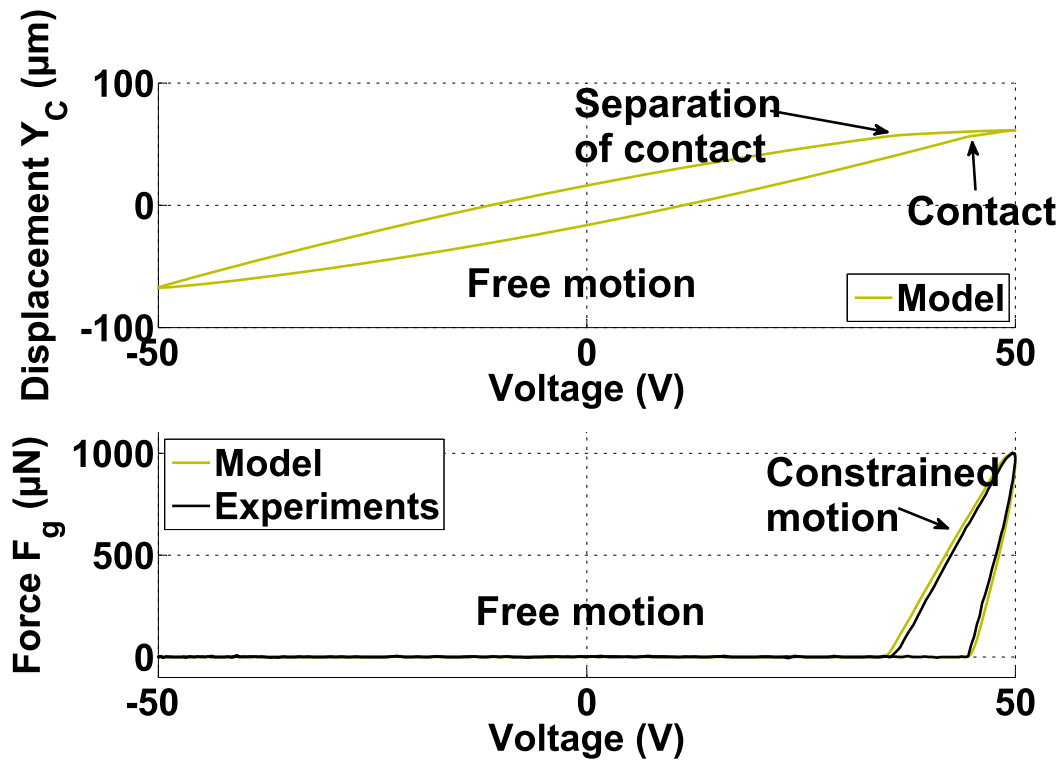 Displacement Y_C (µm)
100
0
-100
Separation
of contact
Contact
Free motion
Model
-50
0
50
Voltage (V)
Force F_g (µN)
1000
500
0
Model
Experiments
Constrained
motion
Free motion
-50
0
50
Voltage (V)